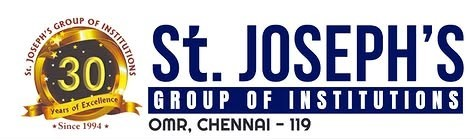 St. JOSEPH'S GROUP OF INSTITUTIONS
30
Years of Excellence
* Since 1994 *
St. JOSEPH'S
GROUP OF INSTITUTIONS
OMR, CHENNAI - 119